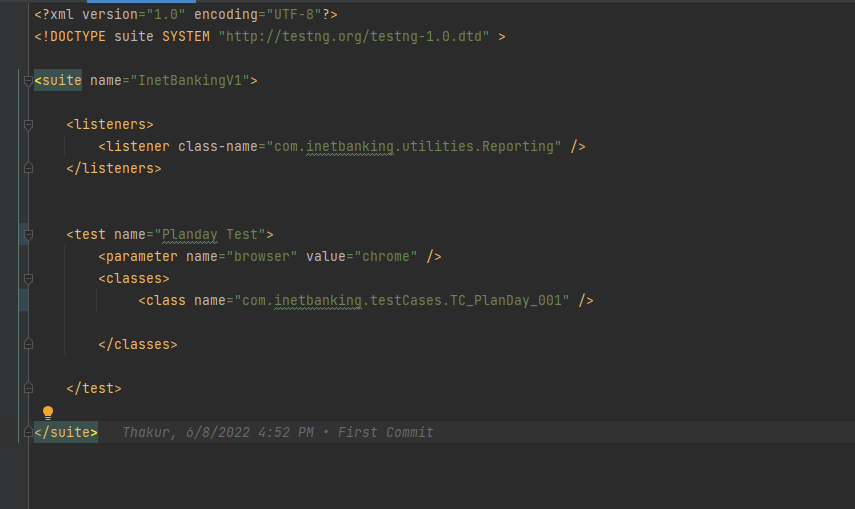 <?xml version="1.0" encoding="UTF-8"?>
<!DOCTYPE suite SYSTEM "http://testng.org/testng-1.0.dtd" >
<suite name="InetBankingV1">
<listeners>
<listener class-name="com.inetbanking.utilities.Reporting" />
</listeners>
<test name="Planday Test">
<parameter name="browser" value="chrome" />
<classes>
<class name="com.inetbanking.testCases.TC_PlanDay_001" />
</classes>
</test>
</suite> Thakur, 6/8/2022 4:52 PM • First Commit